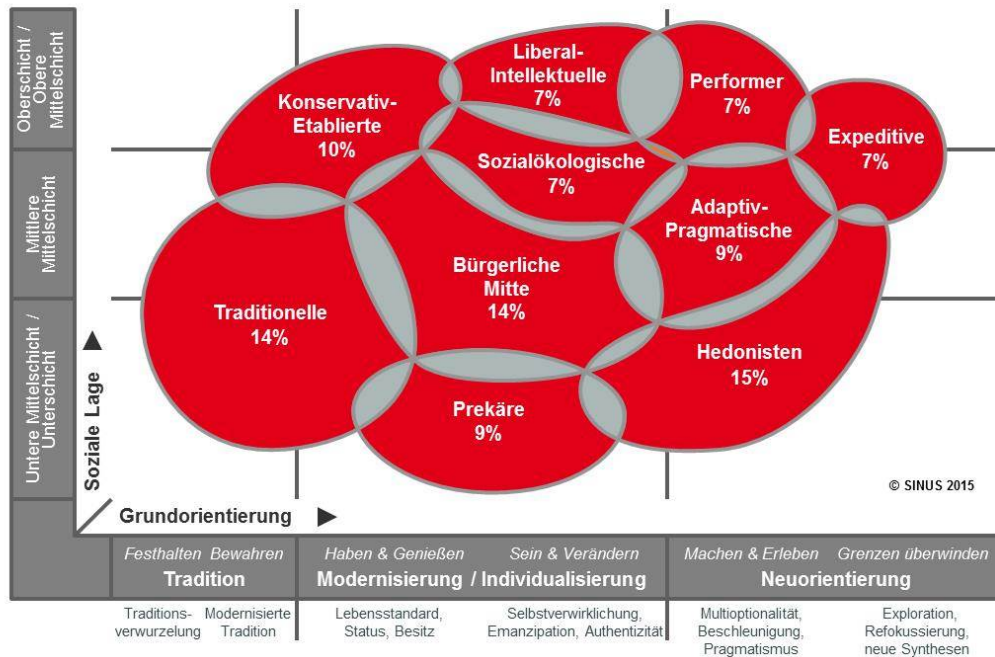 Oberschicht /
Obere
Mittelschicht
Mittlere
Mittelschicht
Untere Mittelschicht /
Unterschicht
Soziale Lage ▶
Konservativ-
Etablierte
10%
Liberal-
Intellektuelle
7%
Performer
7%
Expeditive
7%
Sozialökologische
7%
Adaptiv-
Pragmatische
9%
Traditionelle
14%
Bürgerliche
Mitte
14%
Hedonisten
15%
Prekäre
9%
© SINUS 2015
Grundorientierung ▶
Festhalten Bewahren
Tradition
Haben & Genießen Sein & Verändern
Modernisierung / Individualisierung
Machen & Erleben Grenzen überwinden
Neuorientierung
Traditions-
verwurzelung
Modernisierte
Tradition
Lebensstandard,
Status, Besitz
Selbstverwirklichung,
Emanzipation, Authentizität
Multioptionalität,
Beschleunigung,
Pragmatismus
Exploration,
Refokussierung,
neue Synthesen